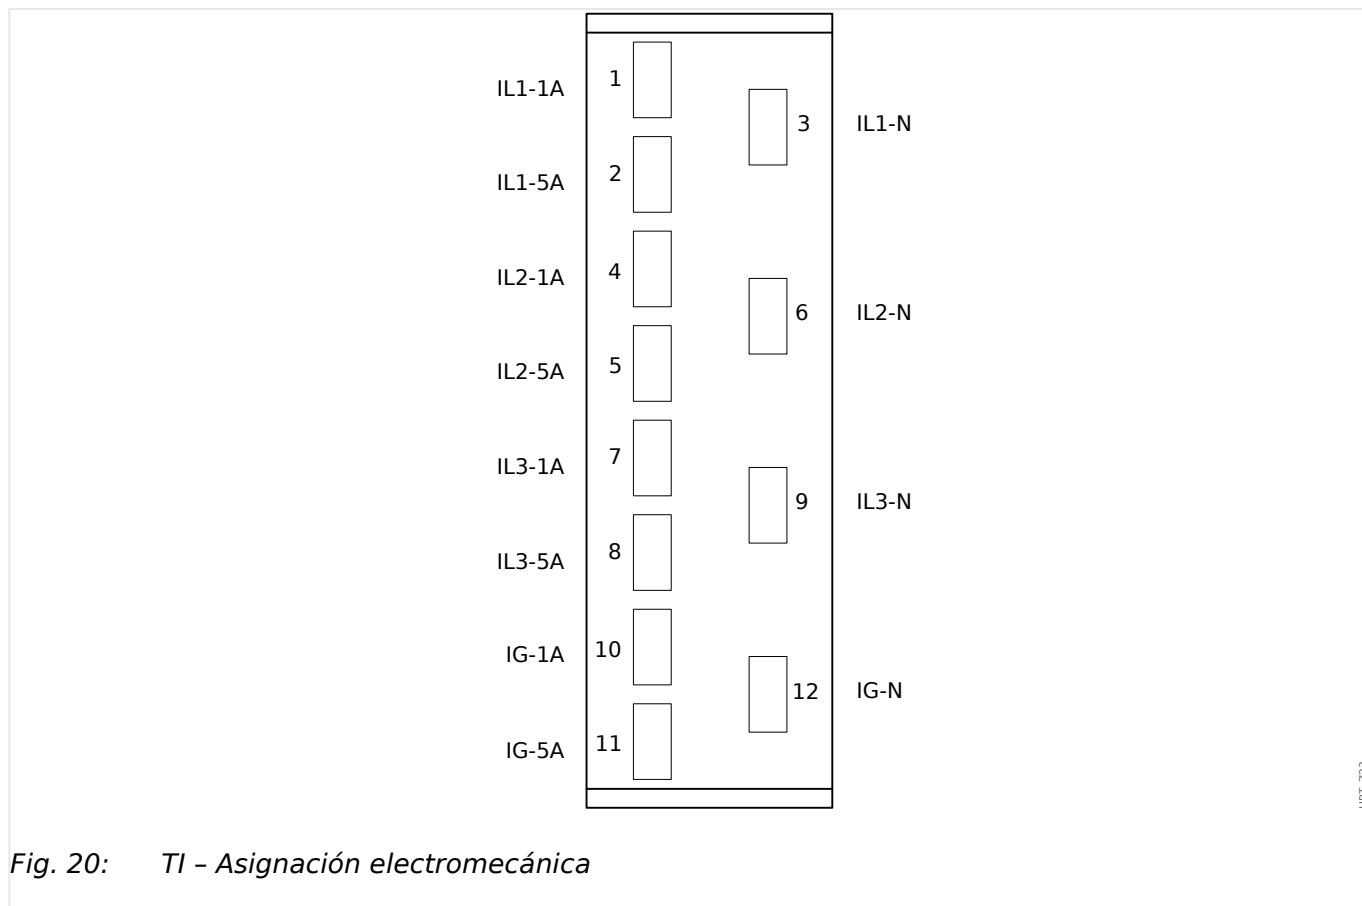 IL1-1A 1
3 IL1-N
IL1-5A 2
IL2-1A 4
6 IL2-N
IL2-5A 5
IL3-1A 7
9 IL3-N
IL3-5A 8
IG-1A 10
12 IG-N
IG-5A 11
Fig. 20: TI – Asignación electromecánica